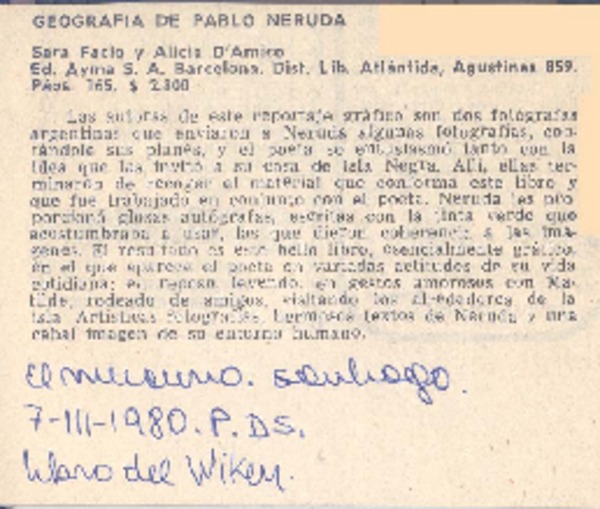 GEOGRAFIA DE PABLO NERUDA
Sara Facio y Alicia D'Amico
Ed. Ayma S. A. Barcelona. Dist. Lib. Atlántida, Agustinas 859.
Págs. 165. $ 2.300
Las autoras de este reportaje gráfico son dos fotógrafas
argentinas que enviaron a Neruda algunas fotografías, con-
tándole sus planes, y el poeta se entusiasmó tanto con la
idea que las invitó a su casa de Isla Negra. Allí, ellas ter-
minaron de recoger el material que conforma este libro y
que fue trabajado en conjunto con el poeta. Neruda les pro-
porcionó glosas autógrafas, escritas con la tinta verde que
acostumbraba a usar, las que dieron coherencia a las imá-
genes. El resultado es este bello libro, esencialmente gráfico,
en el que aparece el poeta en variadas actitudes de su vida
cotidiana: en reposo, leyendo, en gestos amorosos con Ma-
tilde, rodeado de amigos, visitando los alrededores de la
isla. Artísticas fotografías, hermosos textos de Neruda y una
cabal imagen de su entorno humano.
El Mercurio. Santiago.
7-III-1980. P. D5.
Libro del Wiken.